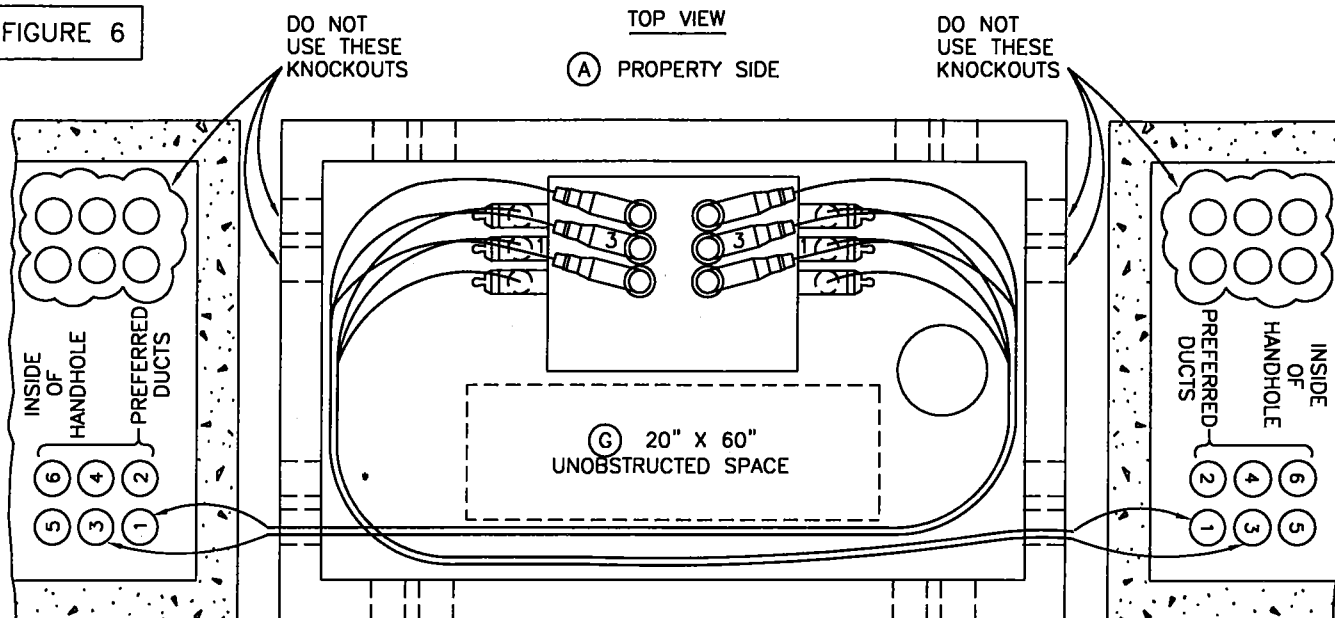 FIGURE 6
DO NOT
USE THESE
KNOCKOUTS
TOP VIEW
A PROPERTY SIDE
DO NOT
USE THESE
KNOCKOUTS
1
3
3
1
INSIDE
OF
HANDHOLE
PREFERRED
DUCTS
6 4 2
5 3 1
G 20" X 60"
UNOBSTRUCTED SPACE
PREFERRED
DUCTS
INSIDE
OF
HANDHOLE
2 4 6
1 3 5